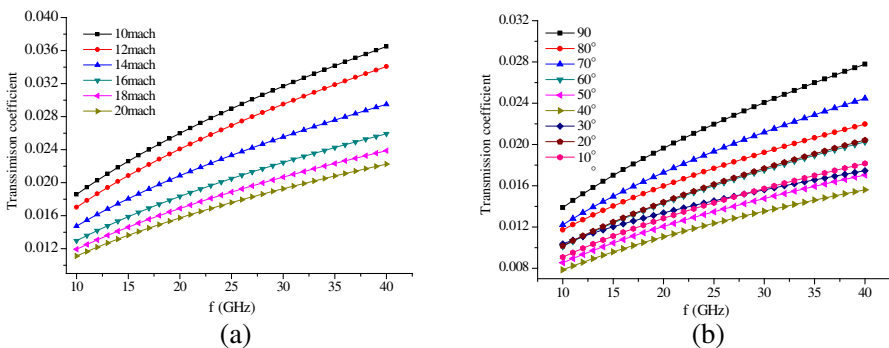 0.040
0.036
0.032
0.028
0.024
0.020
0.016
0.012
Transsimison coefficient
10mach
12mach
14mach
16mach
18mach
20mach
10 15 20 25 30 35 40
f (GHz)
(a)
0.032
0.028
0.024
0.020
0.016
0.012
0.008
Transmission coefficient
90
80°
70°
60°
50°
40°
30°
20°
10°
°
10 15 20 25 30 35 40
f (GHz)
(b)